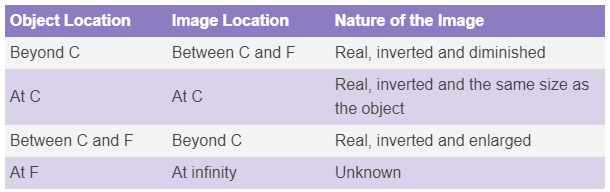 Object Location Image Location Nature of the Image
Beyond C Between C and F Real, inverted and diminished
At C At C Real, inverted and the same size as
the object
Between C and F Beyond C Real, inverted and enlarged
At F At infinity Unknown